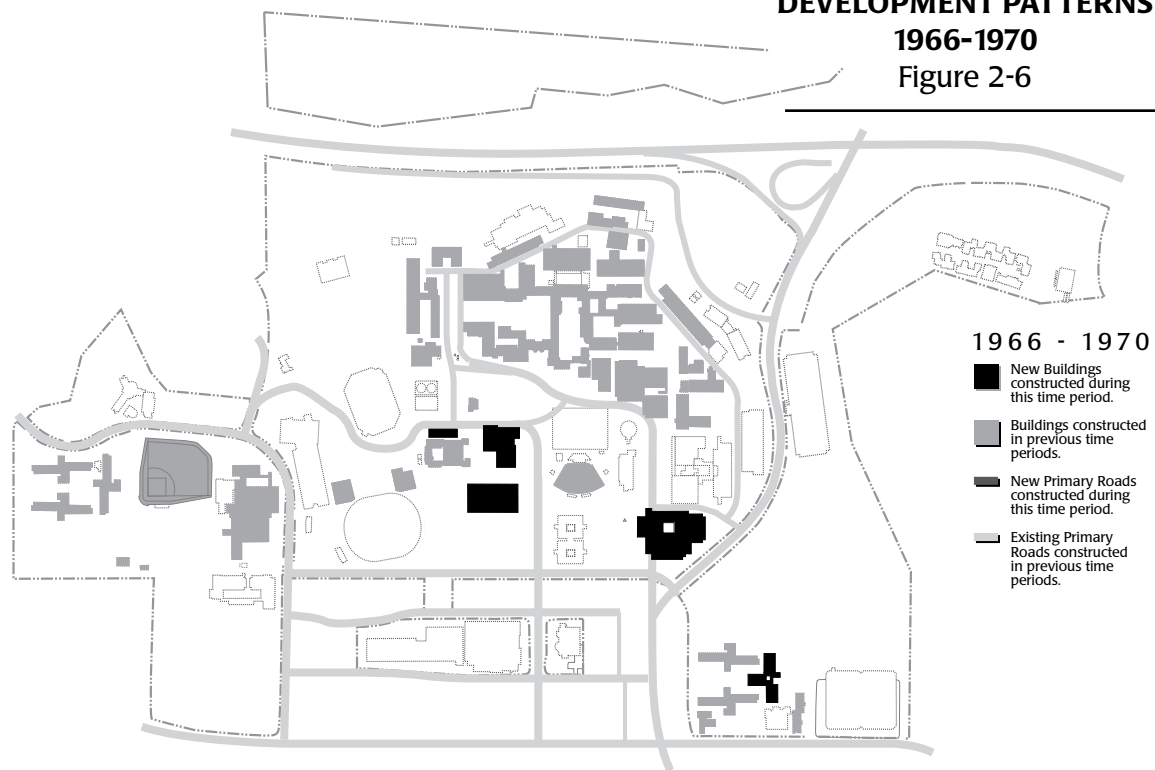 DEVELOPMENT PATTERNS
1966-1970
Figure 2-6
1966 - 1970
New Buildings
constructed during
this time period.
Buildings constructed
in previous time
periods.
New Primary Roads
constructed during
this time period.
Existing Primary
Roads constructed
in previous time
periods.